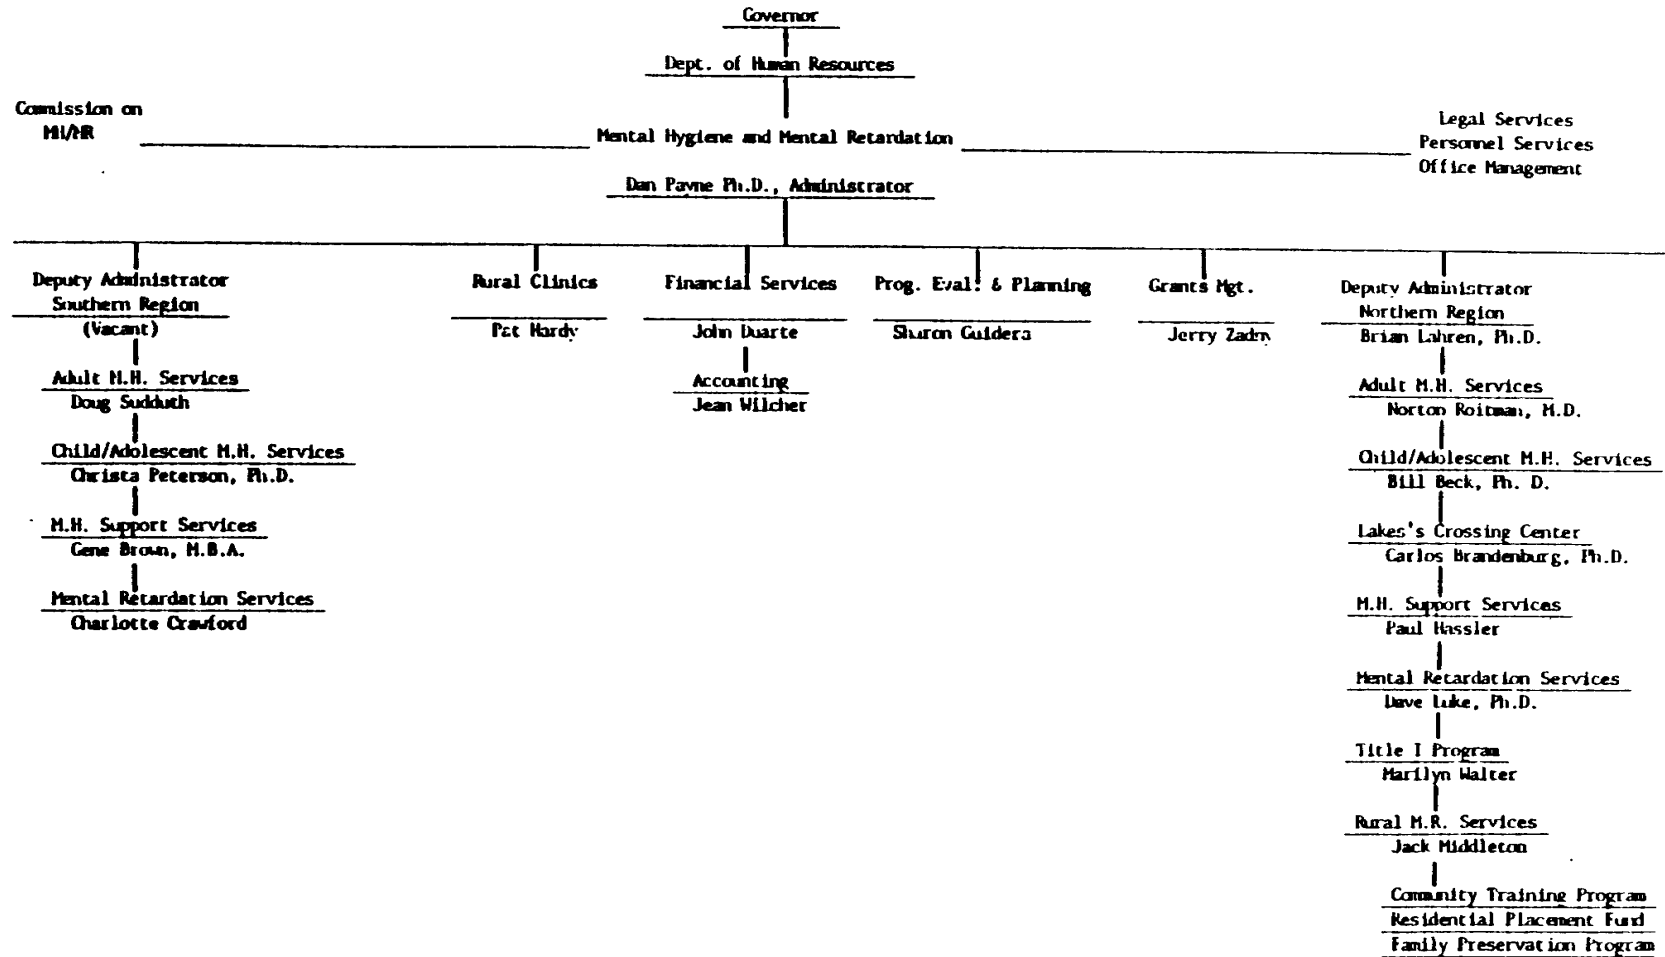 Governor
Dept. of Human Resources
Commission on
MH/MR
Mental Hygiene and Mental Retardation
Legal Services
Personnel Services
Office Management
Dan Payne Ph.D., Administrator
Deputy Administrator
Southern Region
(Vacant)
Adult M.H. Services
Doug Sudduth
Child/Adolescent M.H. Services
Christa Peterson, Ph.D.
M.H. Support Services
Gene Brown, M.B.A.
Mental Retardation Services
Charlotte Crawford
Rural Clinics
Pat Hardy
Financial Services
John Duarte
Accounting
Jean Wilcher
Prog. Eval. & Planning
Sharon Guidera
Grants Mgt.
Jerry Zadny
Deputy Administrator
Northern Region
Brian Lahren, Ph.D.
Adult M.H. Services
Norton Roitman, M.D.
Child/Adolescent M.H. Services
Bill Beck, Ph. D.
Lakes's Crossing Center
Carlos Brandenburg, Ph.D.
M.H. Support Services
Paul Hassler
Mental Retardation Services
Dave Luke, Ph.D.
Title I Program
Marilyn Walter
Rural M.R. Services
Jack Middleton
Community Training Program
Residential Placement Fund
Family Preservation Program